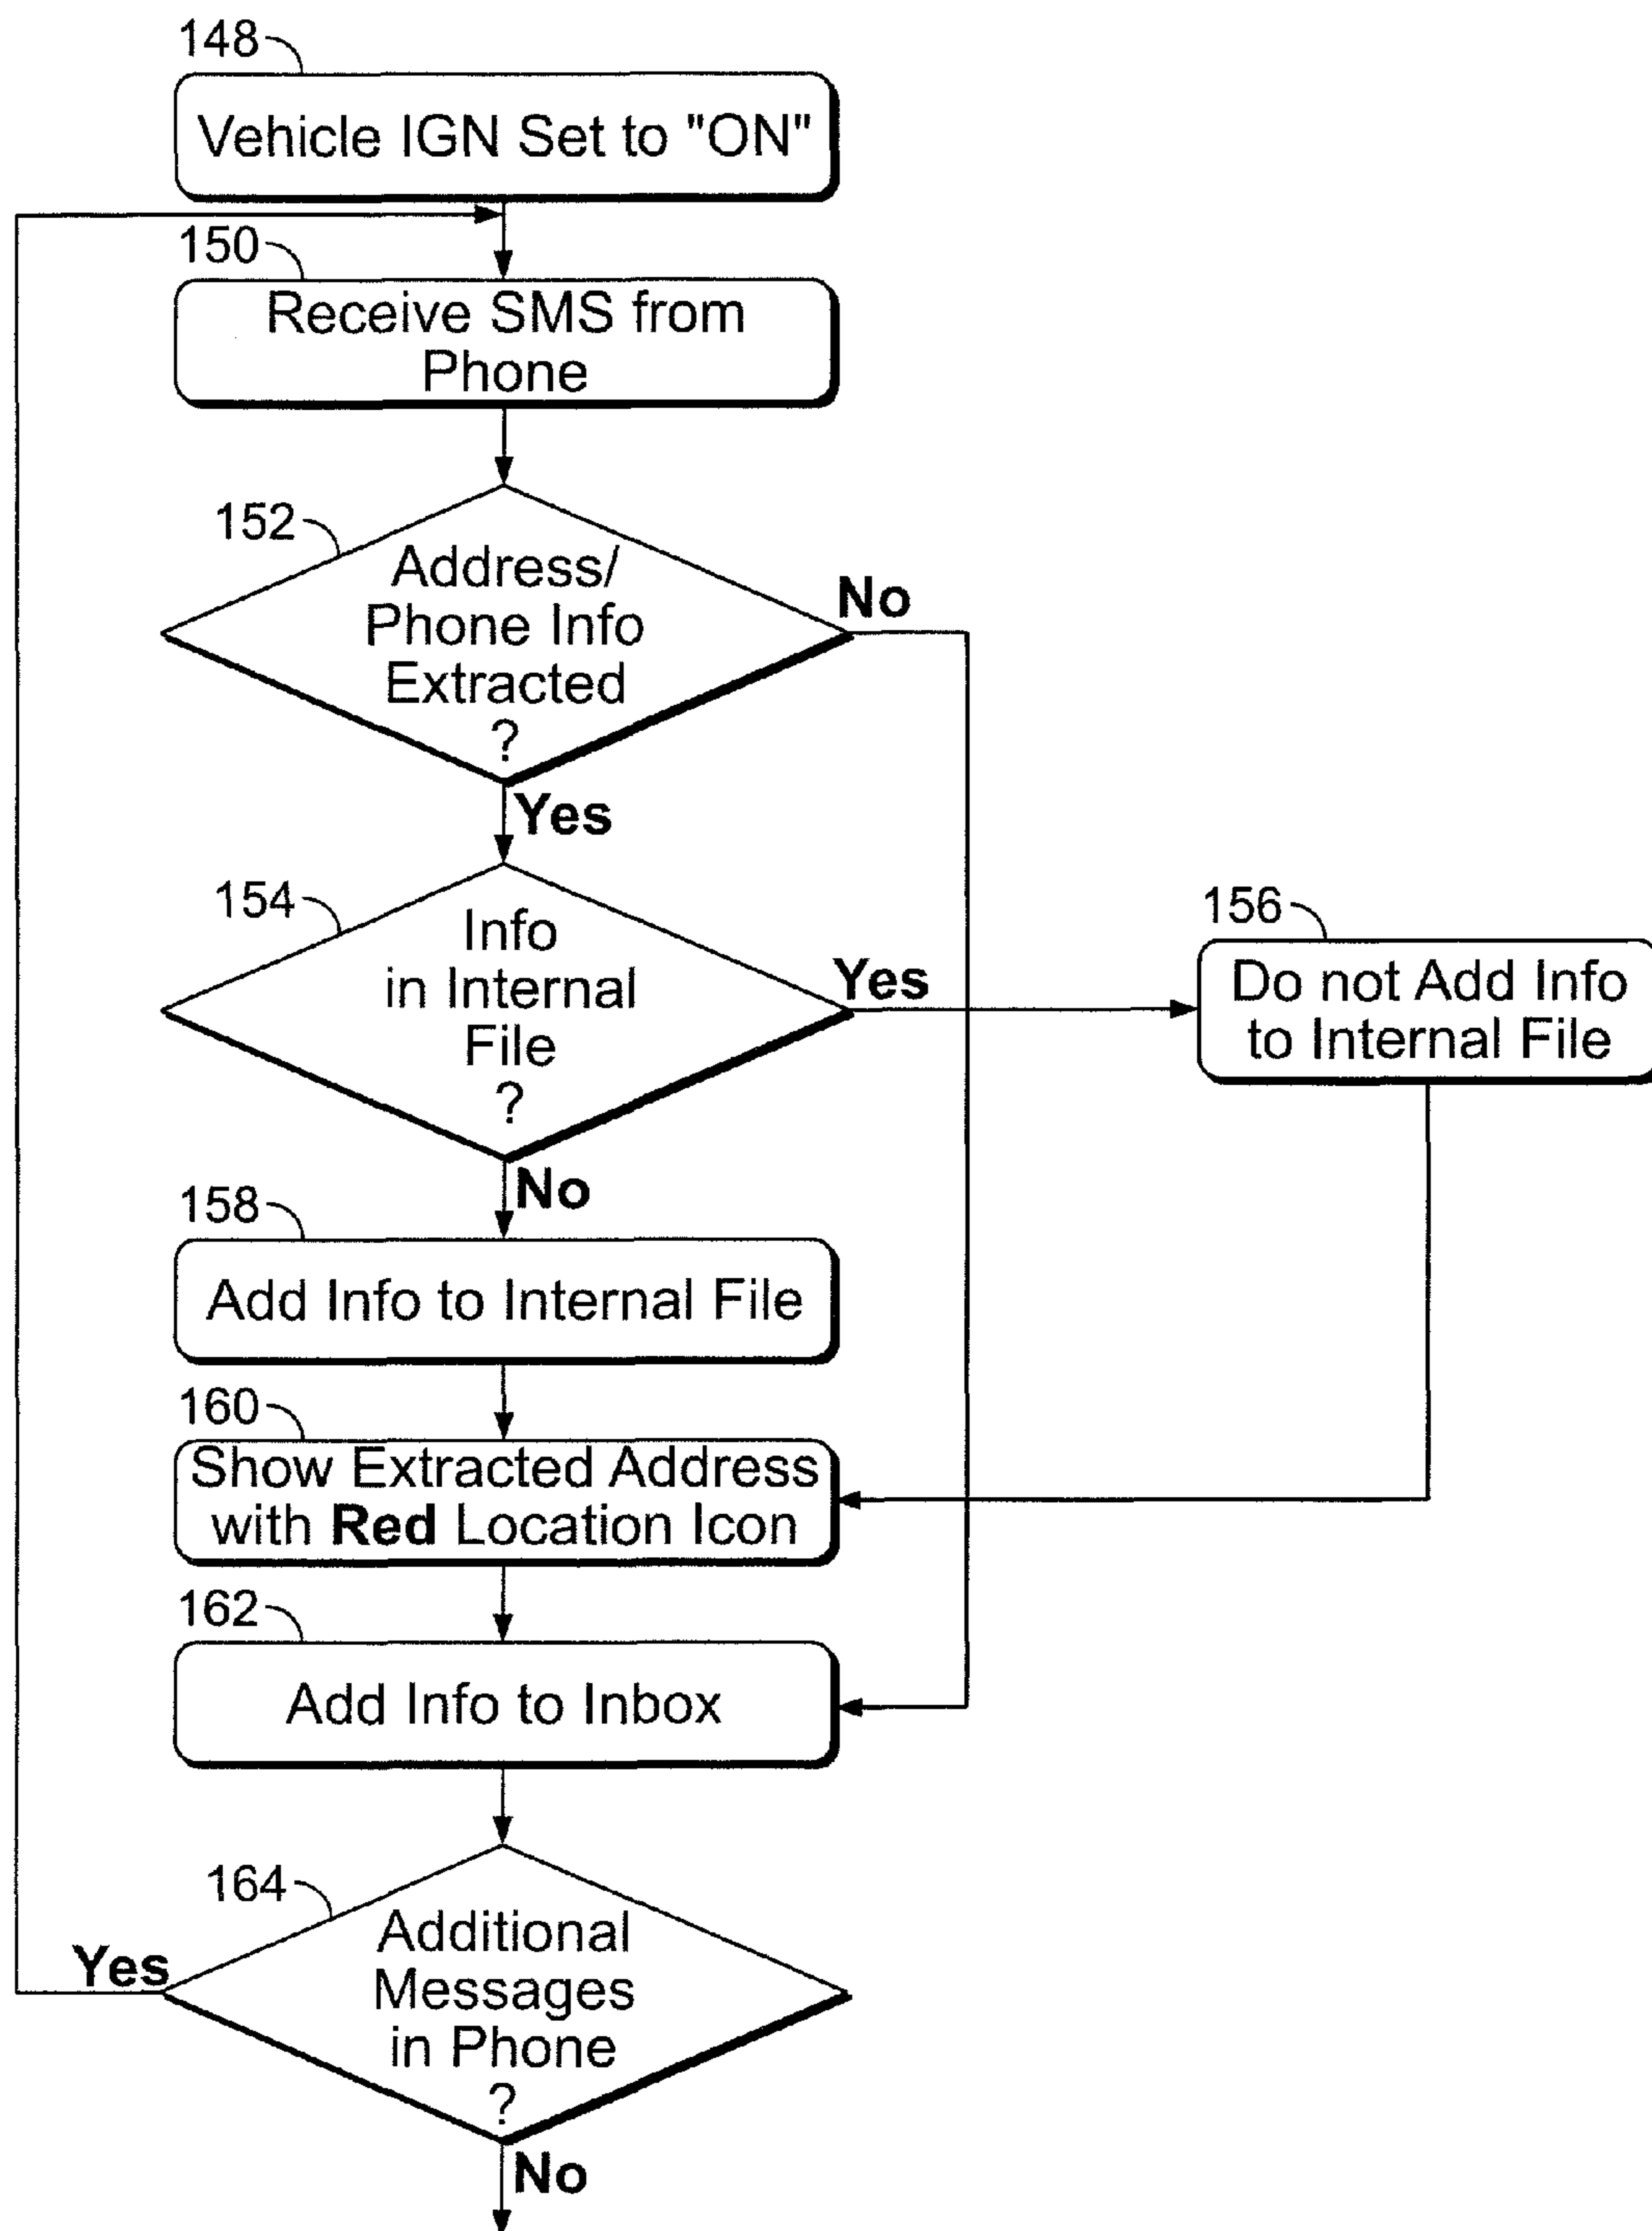 148
Vehicle IGN Set to "ON"
150
Receive SMS from
Phone
152
Address/
Phone Info
Extracted
?
No
Yes
154
Info
in Internal
File
?
Yes
156
Do not Add Info
to Internal File
No
158
Add Info to Internal File
160
Show Extracted Address
with Red Location Icon
162
Add Info to Inbox
164
Additional
Messages
in Phone
?
Yes
No